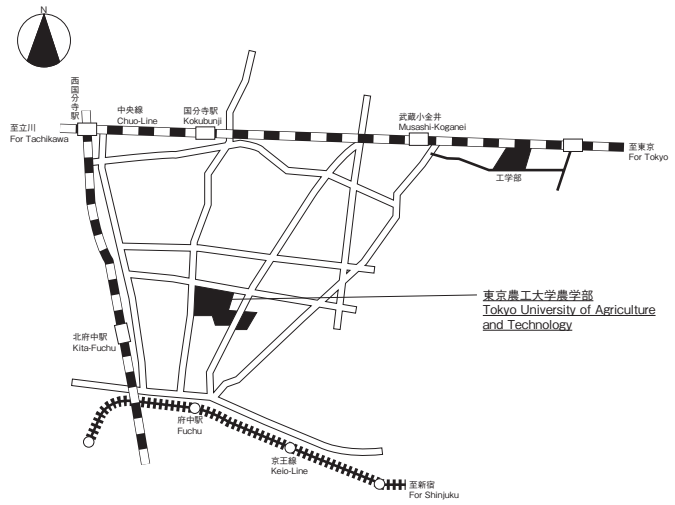 N
西国分寺駅
中央線
Chuo-Line
国分寺駅
Kokubunji
武蔵小金井
Musashi-Koganei
至立川
For Tachikawa
至東京
For Tokyo
工学部
東京農工大学農学部
Tokyo University of Agriculture
and Technology
北府中駅
Kita-Fuchu
府中駅
Fuchu
京王線
Keio-Line
至新宿
For Shinjuku